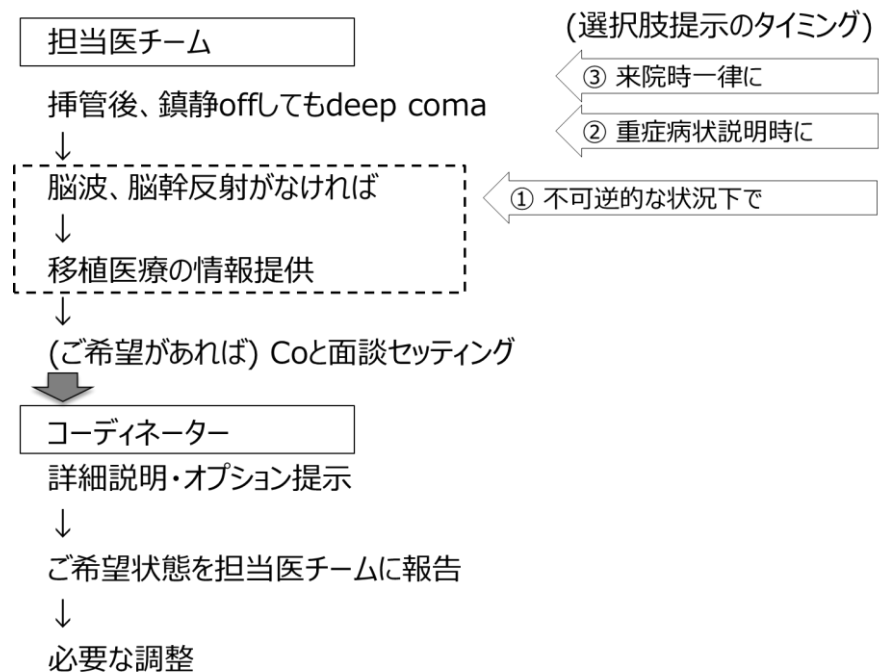 担当医チーム
(選択肢提示のタイミング)
③ 来院時一律に
挿管後、鎮静offしてもdeep coma
② 重症病状説明時に
↓
脳波、脳幹反射がなければ
① 不可逆的な状況下で
↓
移植医療の情報提供
↓
(ご希望があれば) Coと面談セッティング
コーディネーター
詳細説明・オプション提示
↓
ご希望状態を担当医チームに報告
↓
必要な調整